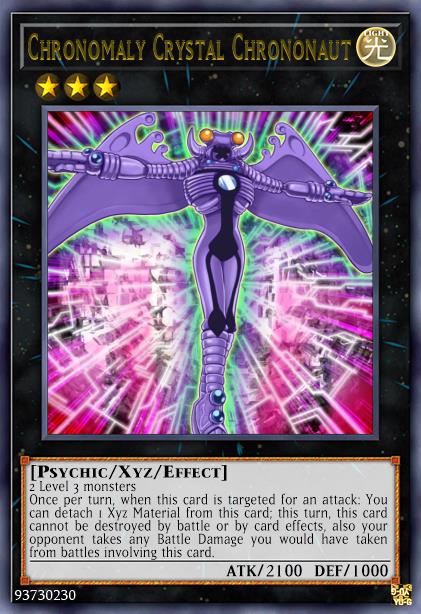 Chronomaly Crystal Chrononaut
LIGHT
光
[Psychic/Xyz/Effect]
2 Level 3 monsters
Once per turn, when this card is targeted for an attack: You
can detach 1 Xyz Material from this card; this turn, this card
cannot be destroyed by battle or by card effects, also your
opponent takes any Battle Damage you would have taken
from battles involving this card.
ATK/2100 DEF/1000
93730230